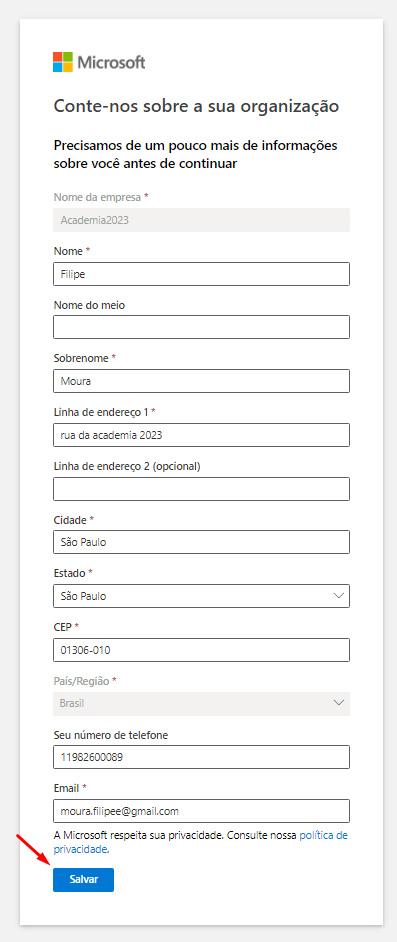 Microsoft
Conte-nos sobre a sua organização
Precisamos de um pouco mais de informações
sobre você antes de continuar
Nome da empresa *
Academia2023
Nome *
Filipe
Nome do meio
Sobrenome *
Moura
Linha de endereço 1 *
rua da academia 2023
Linha de endereço 2 (opcional)
Cidade *
São Paulo
Estado *
São Paulo
CEP *
01306-010
País/Região *
Brasil
Seu número de telefone
11982600089
Email *
moura.filipee@gmail.com
A Microsoft respeita sua privacidade. Consulte nossa política de
privacidade.
Salvar